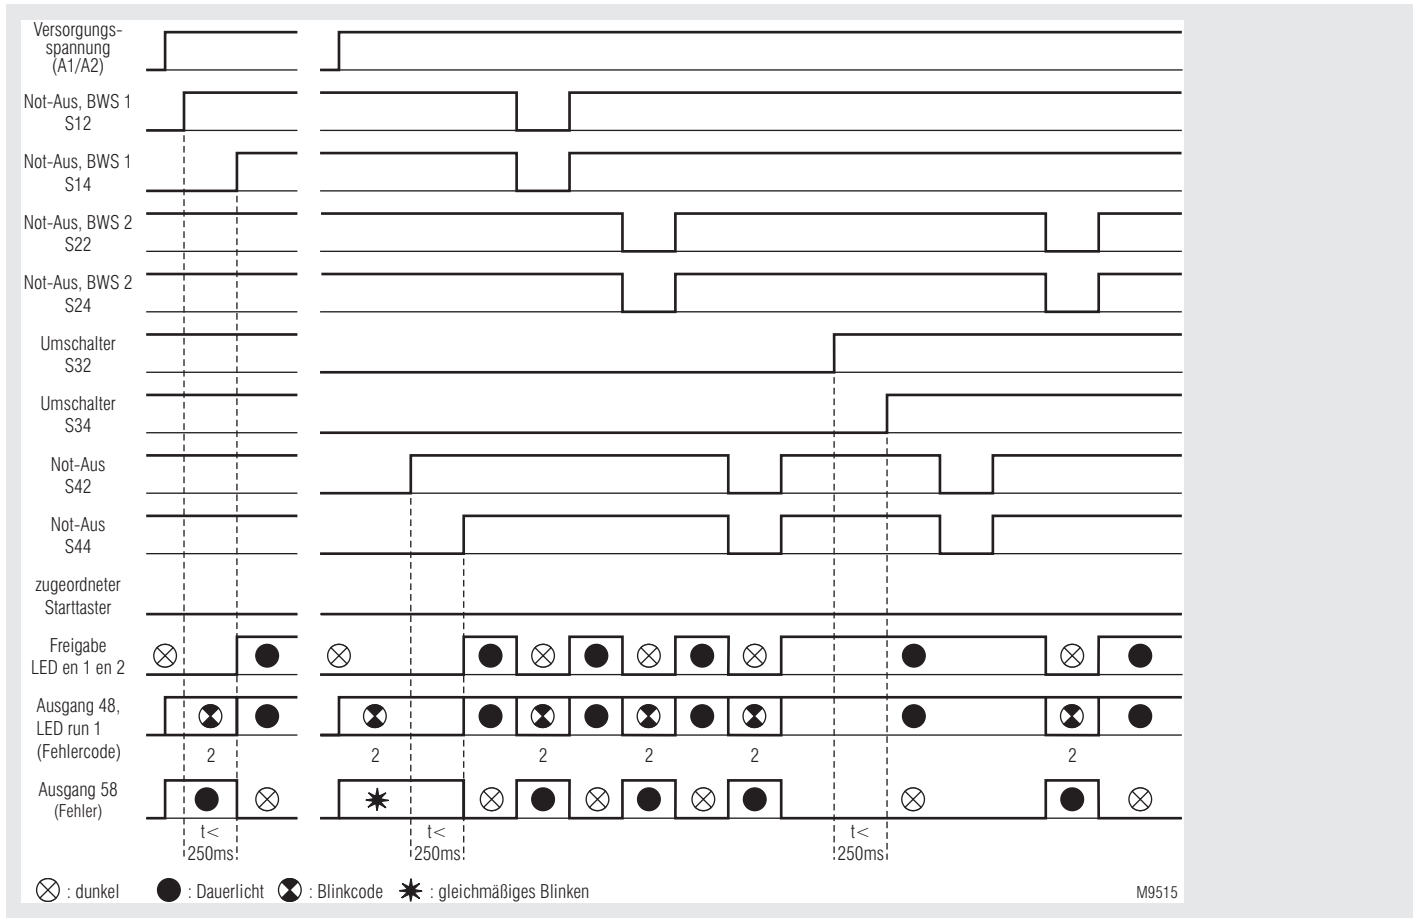 Versorgungs-
spannung
(A1/A2)
Not-Aus, BWS 1
S12
Not-Aus, BWS 1
S14
Not-Aus, BWS 2
S22
Not-Aus, BWS 2
S24
Umschalter
S32
Umschalter
S34
Not-Aus
S42
Not-Aus
S44
zugeordneter
Starttaster
Freigabe
LED en 1 en 2
Ausgang 48,
LED run 1
(Fehlercode)
2 2 2 2 2 2
Ausgang 58
(Fehler)
t< t< t<
250ms 250ms 250ms
: dunkel : Dauerlicht : Blinkcode : gleichmäßiges Blinken
M9515